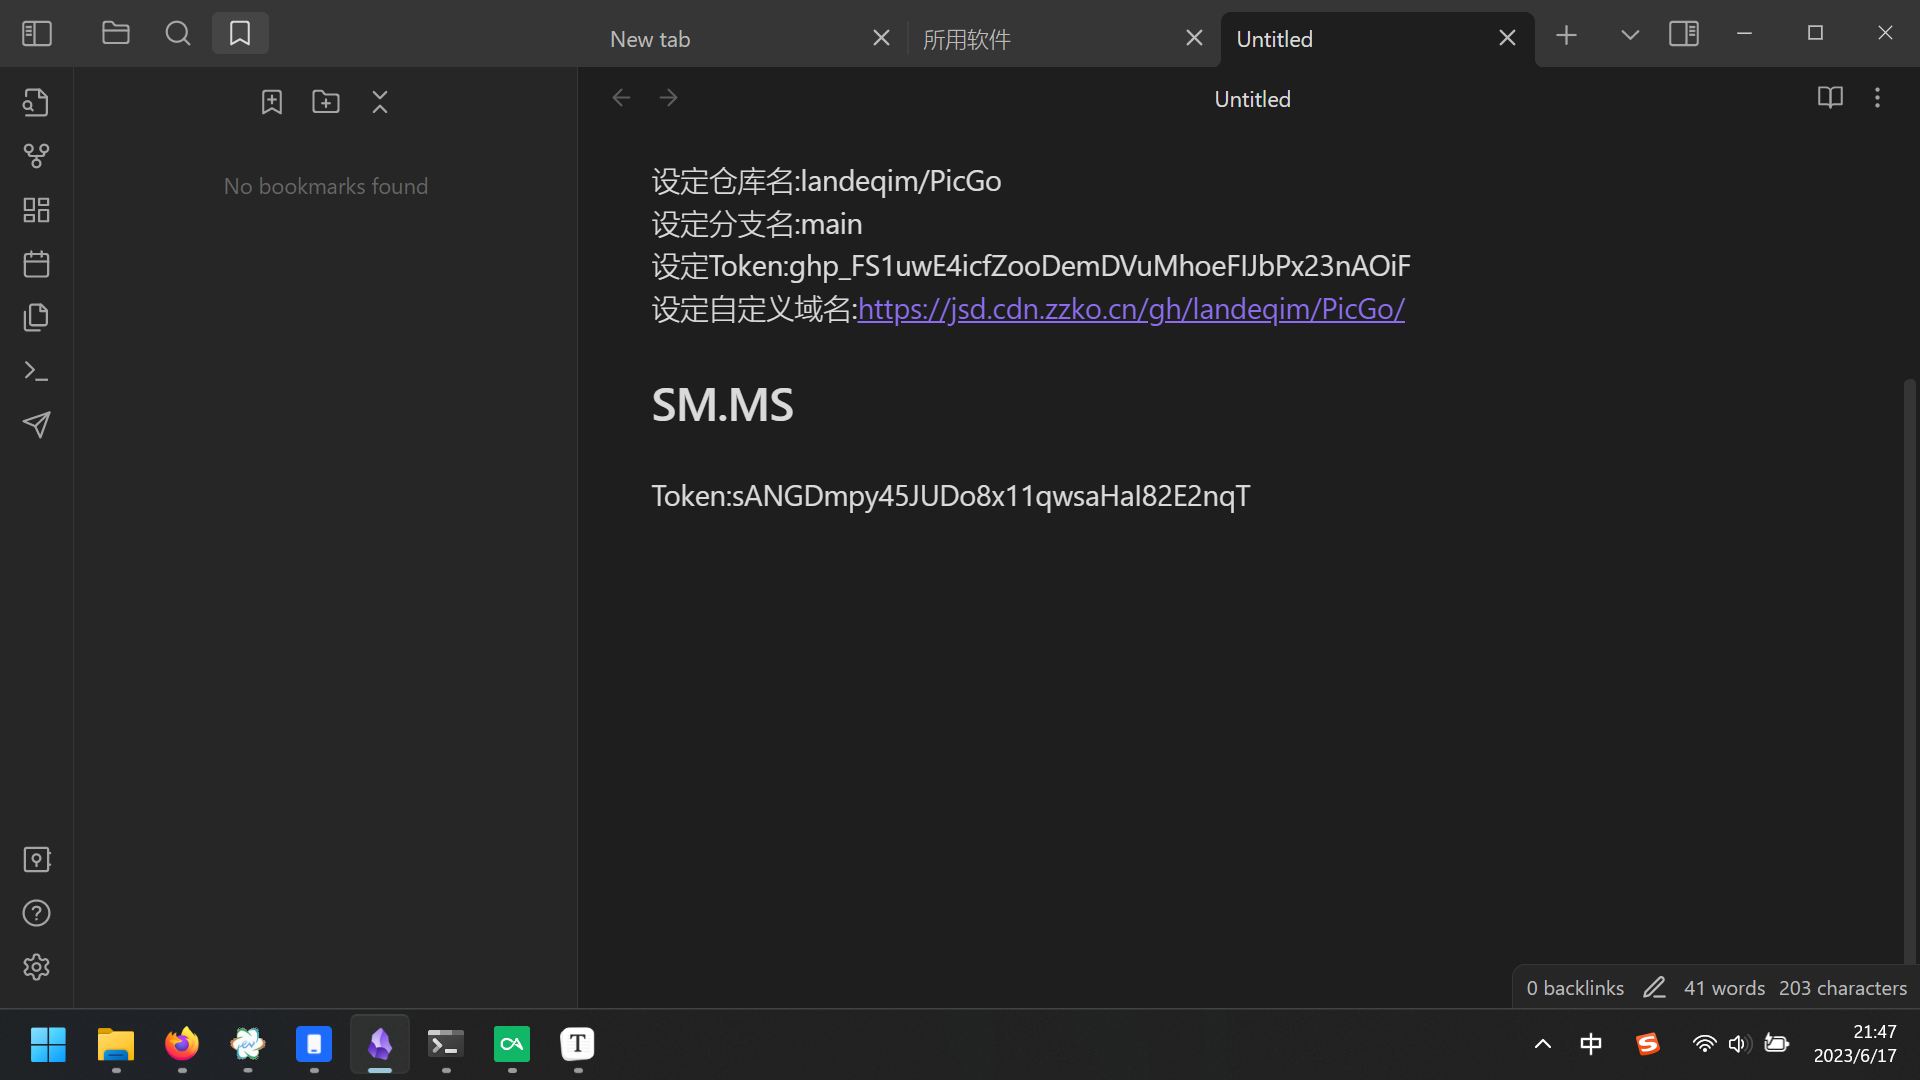 New tab
所用软件
Untitled
Untitled
No bookmarks found
设定仓库名:landeqim/PicGo
设定分支名:main
设定Token: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
设定自定义域名:https://jsd.cdn.zzko.cn/gh/landeqim/PicGo/
SM.MS
Token:sANGDmpy45JUDo8x11qwsaHaI82E2nqT
0 backlinks
41 words
203 characters
中
21:47
2023/6/17